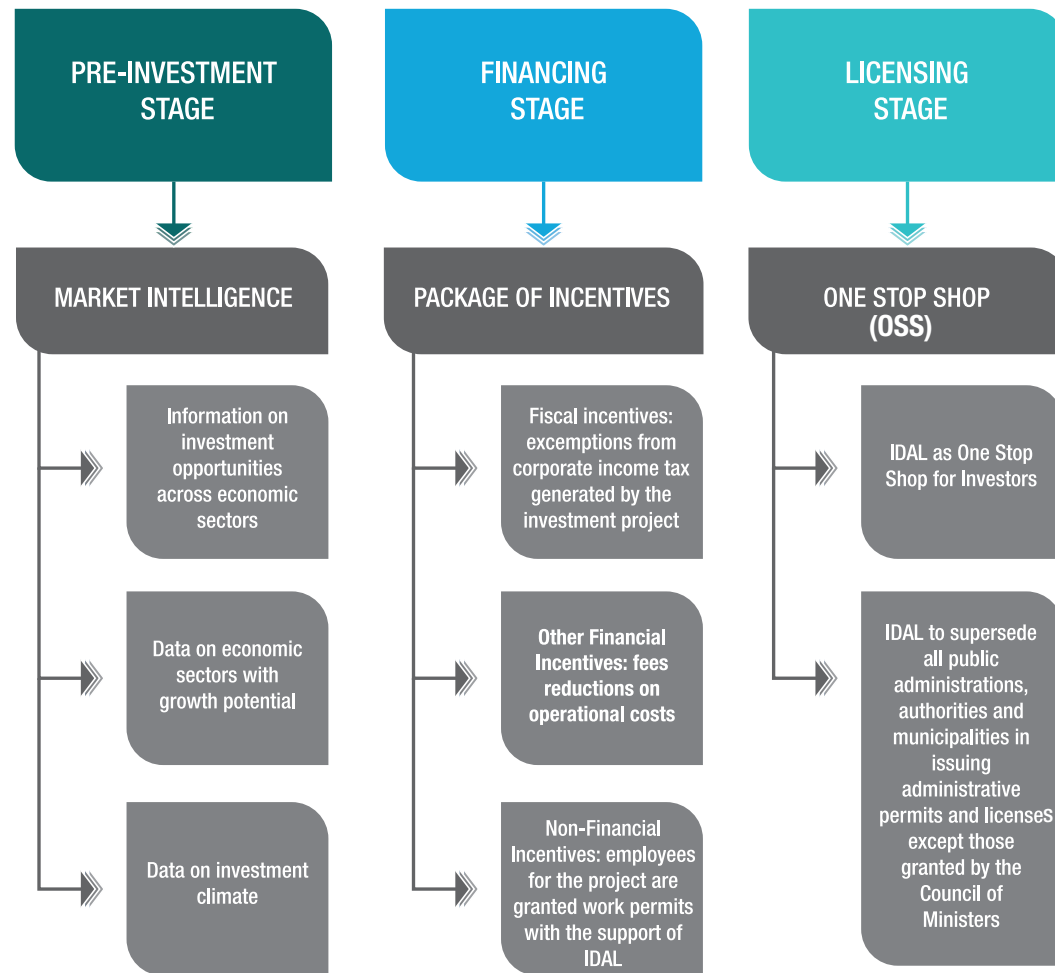 PRE-INVESTMENT
STAGE
MARKET INTELLIGENCE
Information on
investment
opportunities
across economic
sectors
Data on economic
sectors with
growth potential
Data on investment
climate
FINANCING
STAGE
PACKAGE OF INCENTIVES
Fiscal incentives:
excemptions from
corporate income tax
generated by the
investment project
Other Financial
Incentives: fees
reductions on
operational costs
Non-Financial
Incentives: employees
for the project are
granted work permits
with the support of
IDAL
LICENSING
STAGE
ONE STOP SHOP
(OSS)
IDAL as One Stop
Shop for Investors
IDAL to supersede
all public
administrations,
authorities and
municipalities in
issuing
administrative
permits and licenses
except those
granted by the
Council of
Ministers